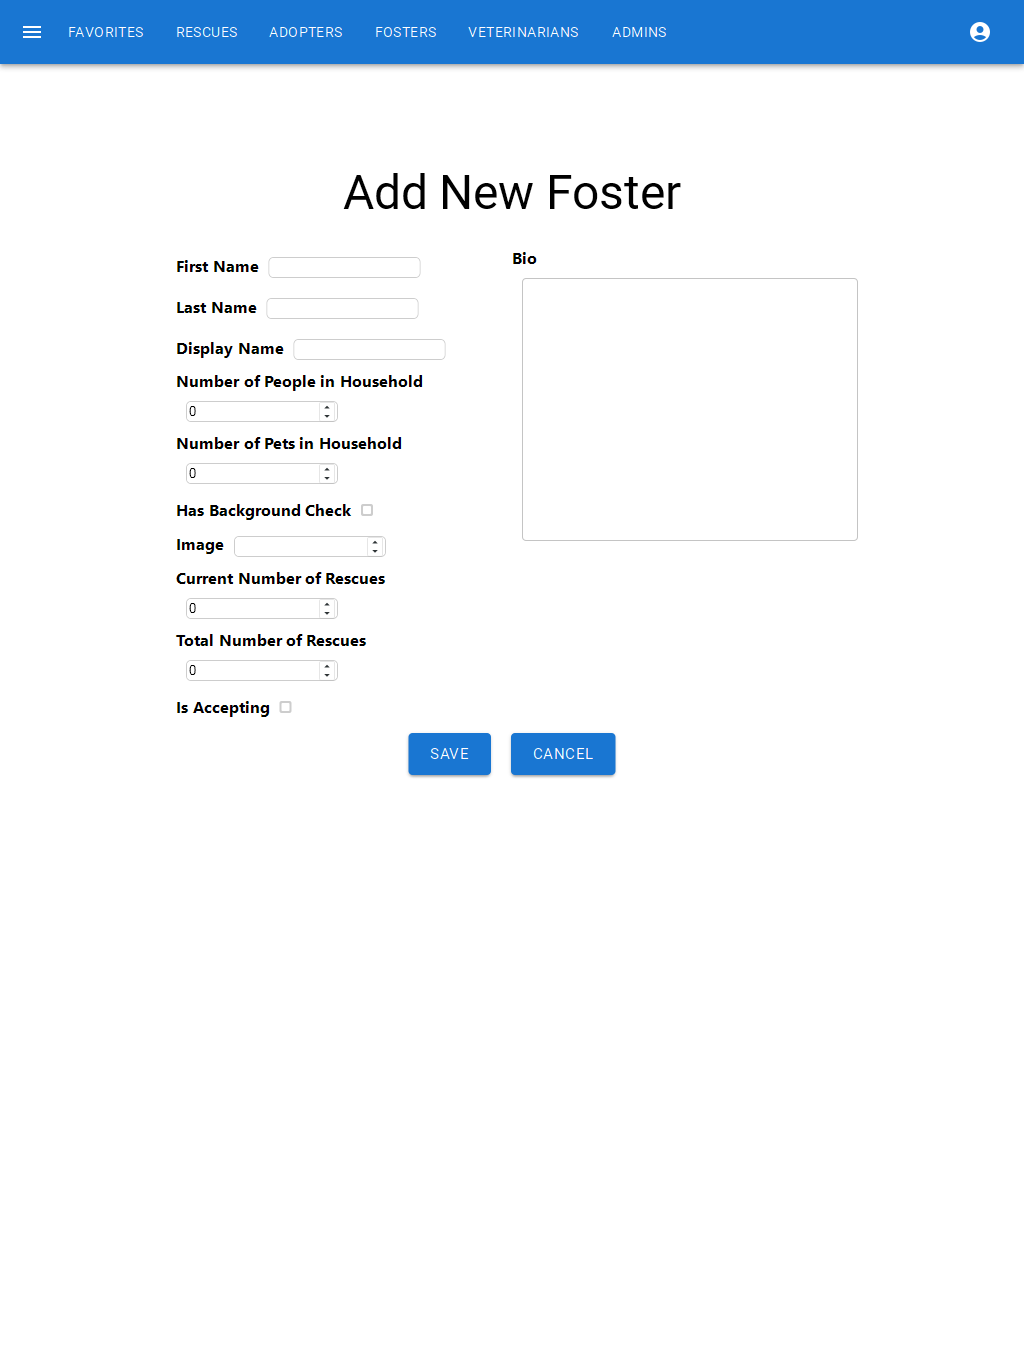 FAVORITES RESCUES ADOPTERS FOSTERS VETERINARIANS ADMINS
Add New Foster
First Name
Last Name
Display Name
Number of People in Household
0
Number of Pets in Household
0
Has Background Check
Image
Current Number of Rescues
0
Total Number of Rescues
0
Is Accepting
Bio
SAVE CANCEL